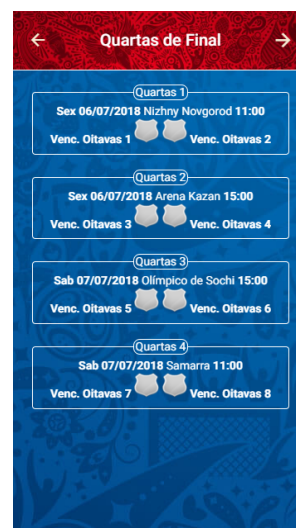 Quartas de Final
Quartas 1
Sex 06/07/2018 Nizhny Novgorod 11:00
Venc. Oitavas 1 Venc. Oitavas 2
Quartas 2
Sex 06/07/2018 Arena Kazan 15:00
Venc. Oitavas 3 Venc. Oitavas 4
Quartas 3
Sab 07/07/2018 Olímpico de Sochi 15:00
Venc. Oitavas 5 Venc. Oitavas 6
Quartas 4
Sab 07/07/2018 Samarra 11:00
Venc. Oitavas 7 Venc. Oitavas 8